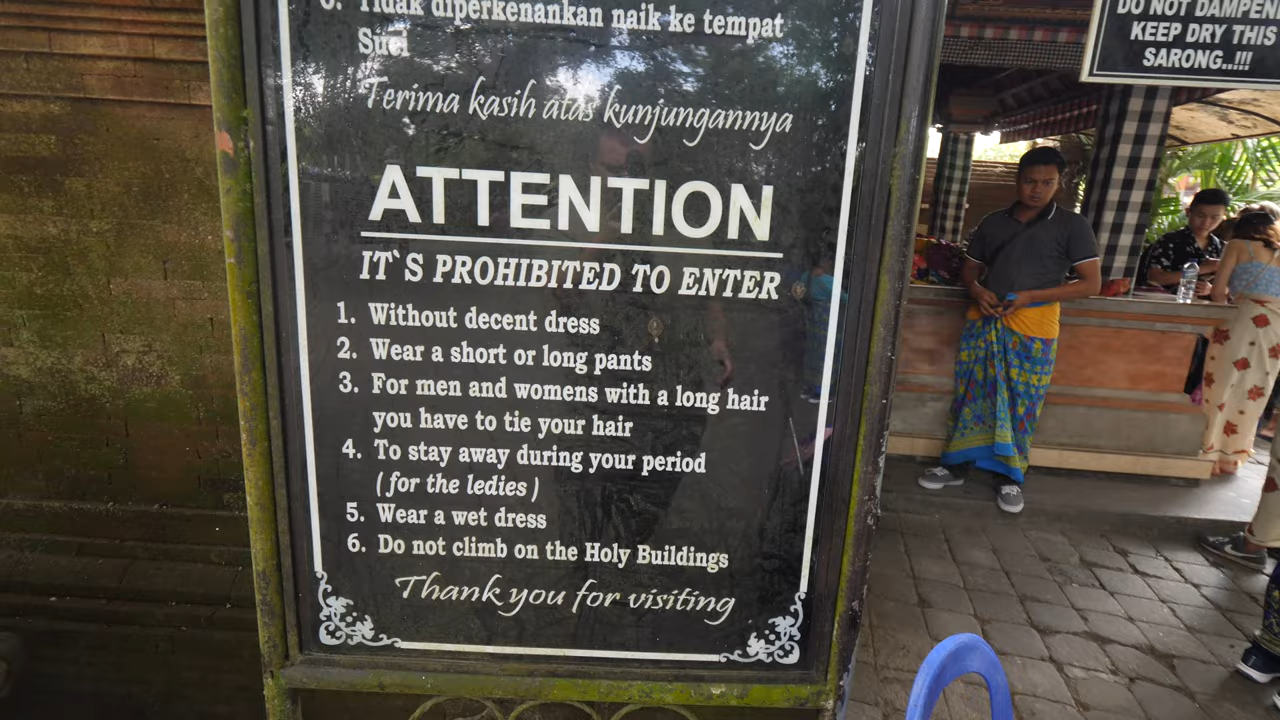 6. Tidak diperkenankan naik ke tempat
Suci
Terima kasih atas kunjungannya
ATTENTION
IT`S PROHIBITED TO ENTER
1. Without decent dress
2. Wear a short or long pants
3. For men and womens with a long hair
you have to tie your hair
4. To stay away during your period
(for the ledies)
5. Wear a wet dress
6. Do not climb on the Holy Buildings
Thank you for visiting
DO NOT DAMPEN
KEEP DRY THIS
SARONG..!!!